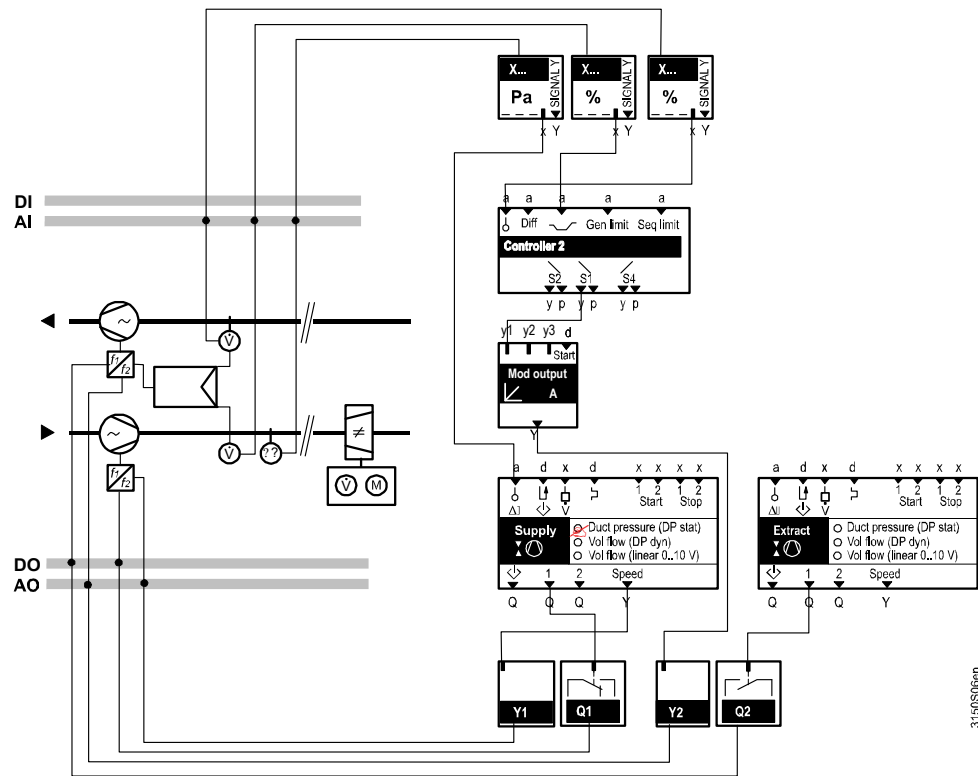 X... X... X...
Pa % %
SIGNAL Y SIGNAL Y SIGNAL Y
x Y x Y x Y
DI
AI
a a a a a
Diff Gen limit Seq limit
Controller 2
S2 S1 S4
y p y p y p
y1 y2 y3 d
Start
Mod output
A
Y
~
V̇
f1
f2
~
V̇ ??
≠
f1
f2
V̇ M
a d x d x x x x
1 2 1 2
Start Stop
Δ V
Supply
Duct pressure (DP stat)
Vol flow (DP dyn)
Vol flow (linear 0..10 V)
1 2 Speed
Q Q Q Y
a d x d x x x x
1 2 1 2
Start Stop
Δ V
Extract
Duct pressure (DP stat)
Vol flow (DP dyn)
Vol flow (linear 0..10 V)
1 2 Speed
Q Q Q Y
DO
AO
Y1 Q1 Y2 Q2
3150S06en